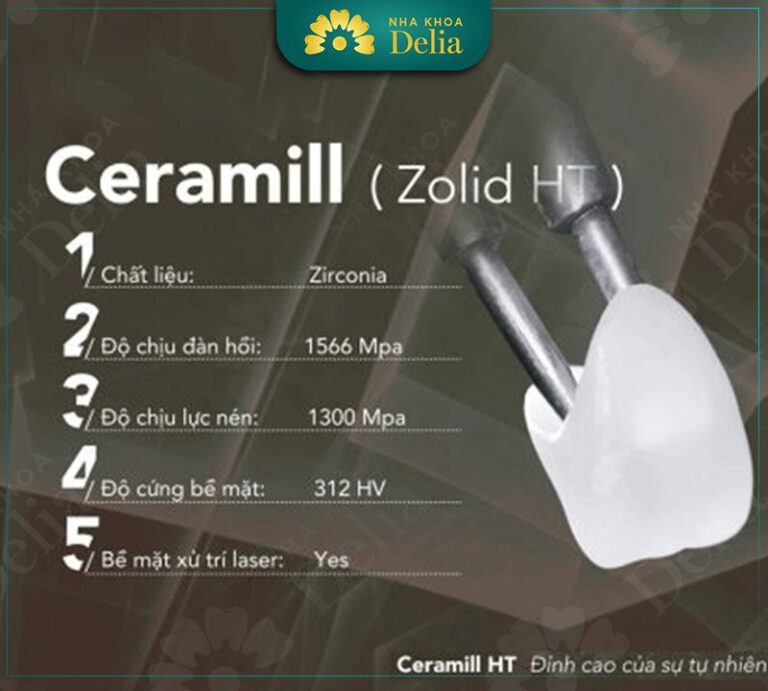 NHA KHOA
Delia
Ceramill ( Zolid HT )
1/ Chất liệu: Zirconia
2/ Độ chịu đàn hồi: 1566 Mpa
3/ Độ chịu lực nén: 1300 Mpa
4/ Độ cứng bề mặt: 312 HV
5/ Bề mặt xử trí laser: Yes
Ceramill HT Đỉnh cao của sự tự nhiên